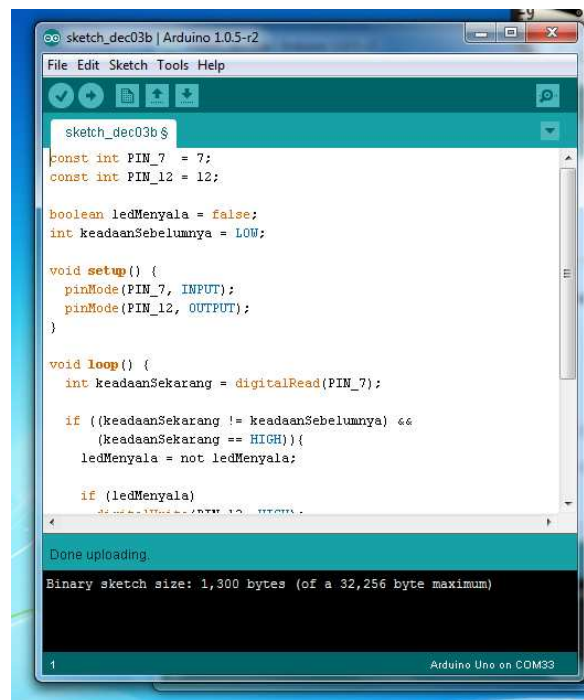 sketch_dec03b | Arduino 1.0.5-r2
File Edit Sketch Tools Help
sketch_dec03b §
const int PIN_7 = 7;
const int PIN_12 = 12;
boolean ledMenyala = false;
int keadaanSebelumnya = LOW;
void setup() {
pinMode(PIN_7, INPUT);
pinMode(PIN_12, OUTPUT);
}
void loop() {
int keadaanSekarang = digitalRead(PIN_7);
if ((keadaanSekarang != keadaanSebelumnya) &&
(keadaanSekarang == HIGH)){
ledMenyala = not ledMenyala;
if (ledMenyala)
Done uploading.
Binary sketch size: 1,300 bytes (of a 32,256 byte maximum)
1
Arduino Uno on COM33